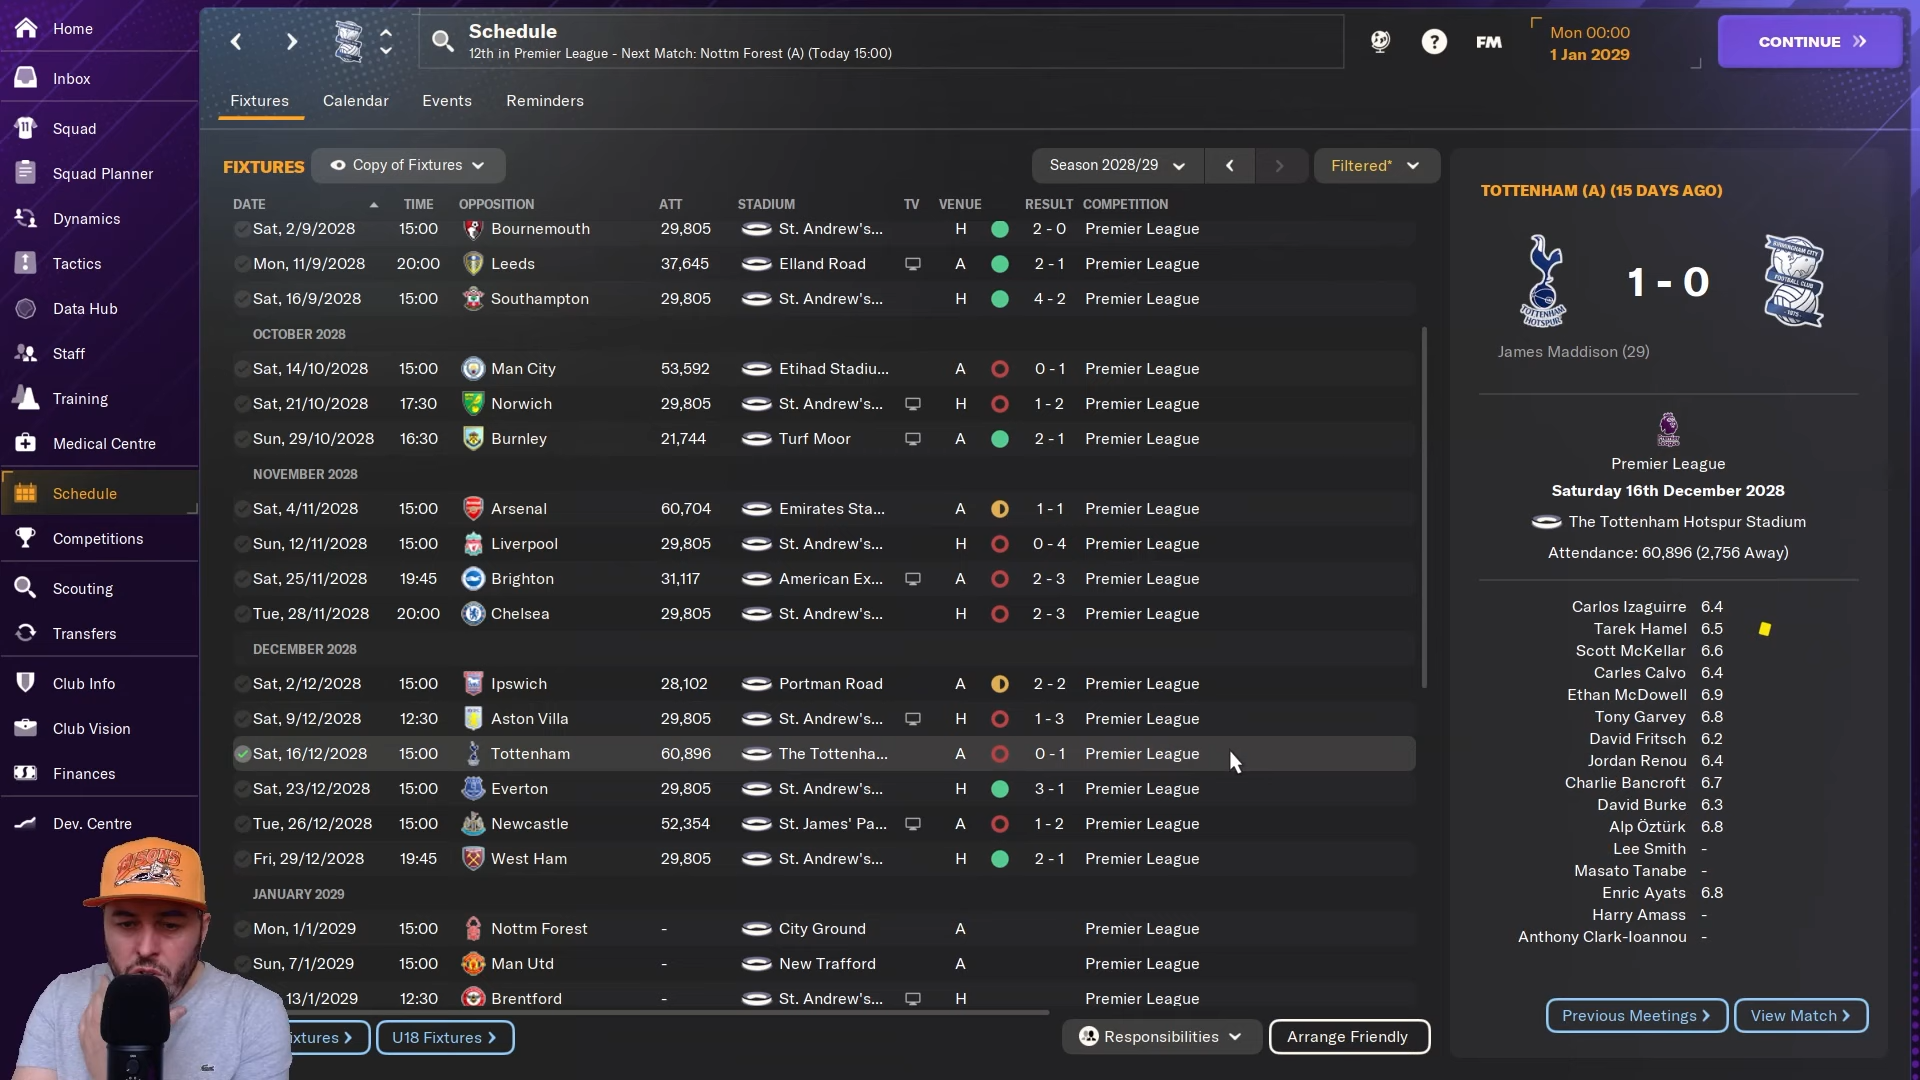 Home
Inbox
Squad
Squad Planner
Dynamics
Tactics
Data Hub
Staff
Training
Medical Centre
Schedule
Competitions
Scouting
Transfers
Club Info
Club Vision
Finances
Dev. Centre
Schedule
12th in Premier League - Next Match: Nottm Forest (A) (Today 15:00)
FM
Mon 00:00
1 Jan 2029
CONTINUE
Fixtures Calendar Events Reminders
FIXTURES Copy of Fixtures Season 2028/29 Filtered*
DATE TIME OPPOSITION ATT STADIUM TV VENUE RESULT COMPETITION
Sat, 2/9/2028 15:00 Bournemouth 29,805 St. Andrew's... H 2 - 0 Premier League
Mon, 11/9/2028 20:00 Leeds 37,645 Elland Road A 2 - 1 Premier League
Sat, 16/9/2028 15:00 Southampton 29,805 St. Andrew's... H 4 - 2 Premier League
OCTOBER 2028
Sat, 14/10/2028 15:00 Man City 53,592 Etihad Stadiu... A 0 - 1 Premier League
Sat, 21/10/2028 17:30 Norwich 29,805 St. Andrew's... H 1 - 2 Premier League
Sun, 29/10/2028 16:30 Burnley 21,744 Turf Moor A 2 - 1 Premier League
NOVEMBER 2028
Sat, 4/11/2028 15:00 Arsenal 60,704 Emirates Sta... A 1 - 1 Premier League
Sun, 12/11/2028 15:00 Liverpool 29,805 St. Andrew's... H 0 - 4 Premier League
Sat, 25/11/2028 19:45 Brighton 31,117 American Ex... A 2 - 3 Premier League
Tue, 28/11/2028 20:00 Chelsea 29,805 St. Andrew's... H 2 - 3 Premier League
DECEMBER 2028
Sat, 2/12/2028 15:00 Ipswich 28,102 Portman Road A 2 - 2 Premier League
Sat, 9/12/2028 12:30 Aston Villa 29,805 St. Andrew's... H 1 - 3 Premier League
Sat, 16/12/2028 15:00 Tottenham 60,896 The Tottenha... A 0 - 1 Premier League
Sat, 23/12/2028 15:00 Everton 29,805 St. Andrew's... H 3 - 1 Premier League
Tue, 26/12/2028 15:00 Newcastle 52,354 St. James' Pa... A 1 - 2 Premier League
Fri, 29/12/2028 19:45 West Ham 29,805 St. Andrew's... H 2 - 1 Premier League
JANUARY 2029
Mon, 1/1/2029 15:00 Nottm Forest - City Ground A Premier League
Sun, 7/1/2029 15:00 Man Utd - New Trafford A Premier League
13/1/2029 12:30 Brentford - St. Andrew's... H Premier League
ixtures U18 Fixtures Responsibilities Arrange Friendly
TOTTENHAM (A) (15 DAYS AGO)
1 - 0
TOTTENHAM
HOTSPUR
BIRMINGHAM CITY
FOOTBALL CLUB
1875
James Maddison (29)
Premier League
Saturday 16th December 2028
The Tottenham Hotspur Stadium
Attendance: 60,896 (2,756 Away)
Carlos Izaguirre 6.4
Tarek Hamel 6.5
Scott McKellar 6.6
Carles Calvo 6.4
Ethan McDowell 6.9
Tony Garvey 6.8
David Fritsch 6.2
Jordan Renou 6.4
Charlie Bancroft 6.7
David Burke 6.3
Alp Öztürk 6.8
Lee Smith -
Masato Tanabe -
Enric Ayats 6.8
Harry Amass -
Anthony Clark-Ioannou -
Previous Meetings View Match